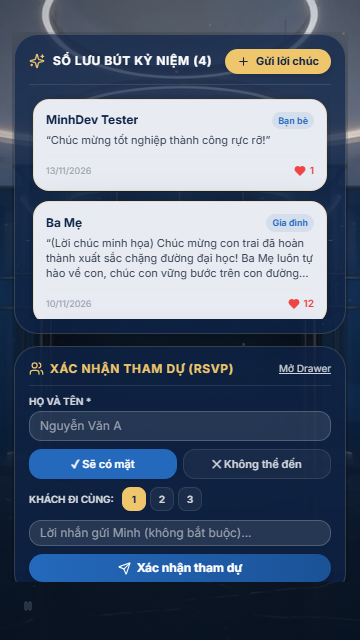 SỔ LƯU BÚT KỶ NIỆM (4)
+ Gửi lời chúc
MinhDev Tester
Bạn bè
“Chúc mừng tốt nghiệp thành công rực rỡ!”
13/11/2026
1
Ba Mẹ
Gia đình
“(Lời chúc minh họa) Chúc mừng con trai đã hoàn
thành xuất sắc chặng đường đại học! Ba Mẹ luôn tự
hào về con, chúc con vững bước trên con đường...
10/11/2026
12
XÁC NHẬN THAM DỰ (RSVP)
Mở Drawer
HỌ VÀ TÊN *
Nguyễn Văn A
✓ Sẽ có mặt
✕ Không thể đến
KHÁCH ĐI CÙNG:
1
2
3
Lời nhắn gửi Minh (không bắt buộc)...
Xác nhận tham dự